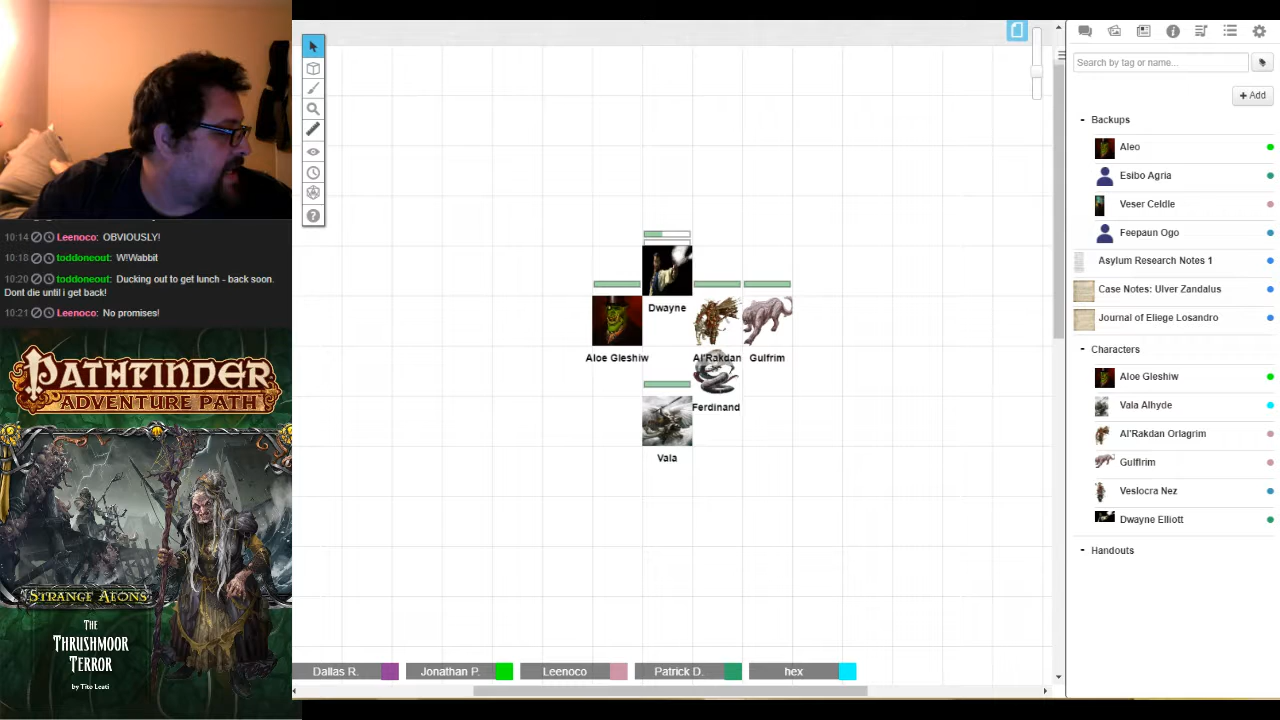 10:14 Leenoco: OBVIOUSLY!
10:18 toddoneout: W!Wabbit
10:20 toddoneout: Ducking out to get lunch - back soon.
Dont die until i get back!
10:21 Leenoco: No promises!
PATHFINDER
ADVENTURE PATH
STRANGE AEONS
THE
THRUSHMOOR
TERROR
by Tito Leati
Dwayne
Aloe Gleshiw
Al'Rakdan
Gulfrim
Ferdinand
Vala
Dallas R.
Jonathan P.
Leenoco
Patrick D.
hex
Search by tag or name...
+ Add
Backups
Aleo
Esibo Agria
Veser Celdle
Feepaun Ogo
Asylum Research Notes 1
Case Notes: Ulver Zandalus
Journal of Eliege Losandro
Characters
Aloe Gleshiw
Vala Alhyde
Al'Rakdan Orlagrim
Gulfirim
Veslocra Nez
Dwayne Elliott
Handouts